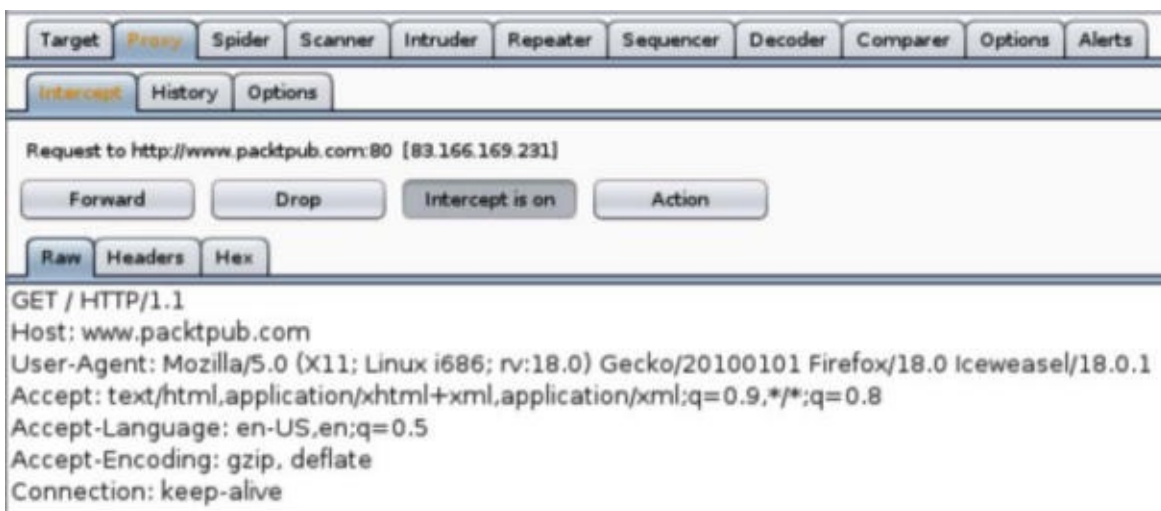 Target Proxy Spider Scanner Intruder Repeater Sequencer Decoder Comparer Options Alerts
Intercept History Options
Request to http://www.packtpub.com:80 [83.166.169.231]
Forward Drop Intercept is on Action
Raw Headers Hex
GET / HTTP/1.1
Host: www.packtpub.com
User-Agent: Mozilla/5.0 (X11; Linux i686; rv:18.0) Gecko/20100101 Firefox/18.0 Iceweasel/18.0.1
Accept: text/html,application/xhtml+xml,application/xml;q=0.9,*/*;q=0.8
Accept-Language: en-US,en;q=0.5
Accept-Encoding: gzip, deflate
Connection: keep-alive